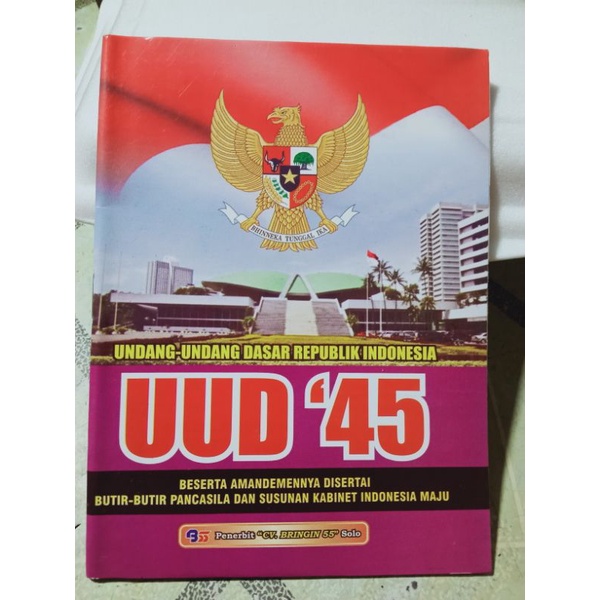 BHINNEKA TUNGGAL IKA
UNDANG-UNDANG DASAR REPUBLIK INDONESIA
UUD '45
BESERTA AMANDEMENNYA DISERTAI
BUTIR-BUTIR PANCASILA DAN SUSUNAN KABINET INDONESIA MAJU
B55 Penerbit "CV. BRINGIN 55" Solo